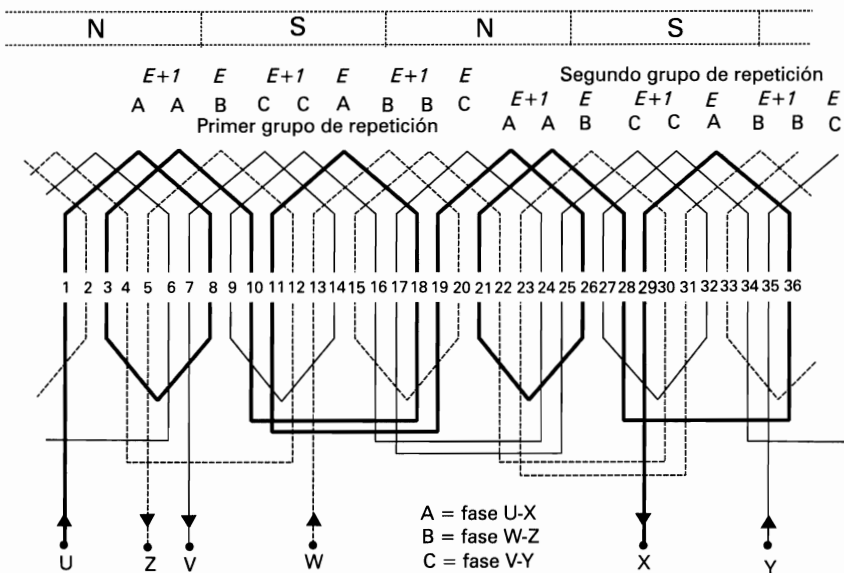 N S N S
E+1 E E+1 E E+1 E Segundo grupo de repetición
A A B C C A B B C E+1 E E+1 E E+1 E
Primer grupo de repetición A A B C C A B B C
1 2 3 4 5 6 7 8 9 10 11 12 13 14 15 16 17 18 19 20 21 22 23 24 25 26 27 28 29 30 31 32 33 34 35 36
A = fase U-X
B = fase W-Z
C = fase V-Y
U Z V W X Y